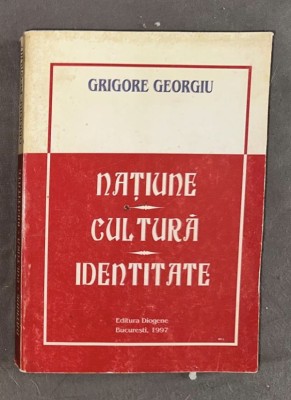 GRIGORE GEORGIU
NAȚIUNE
CULTURĂ
IDENTITATE
Editura Diogene
București, 1997